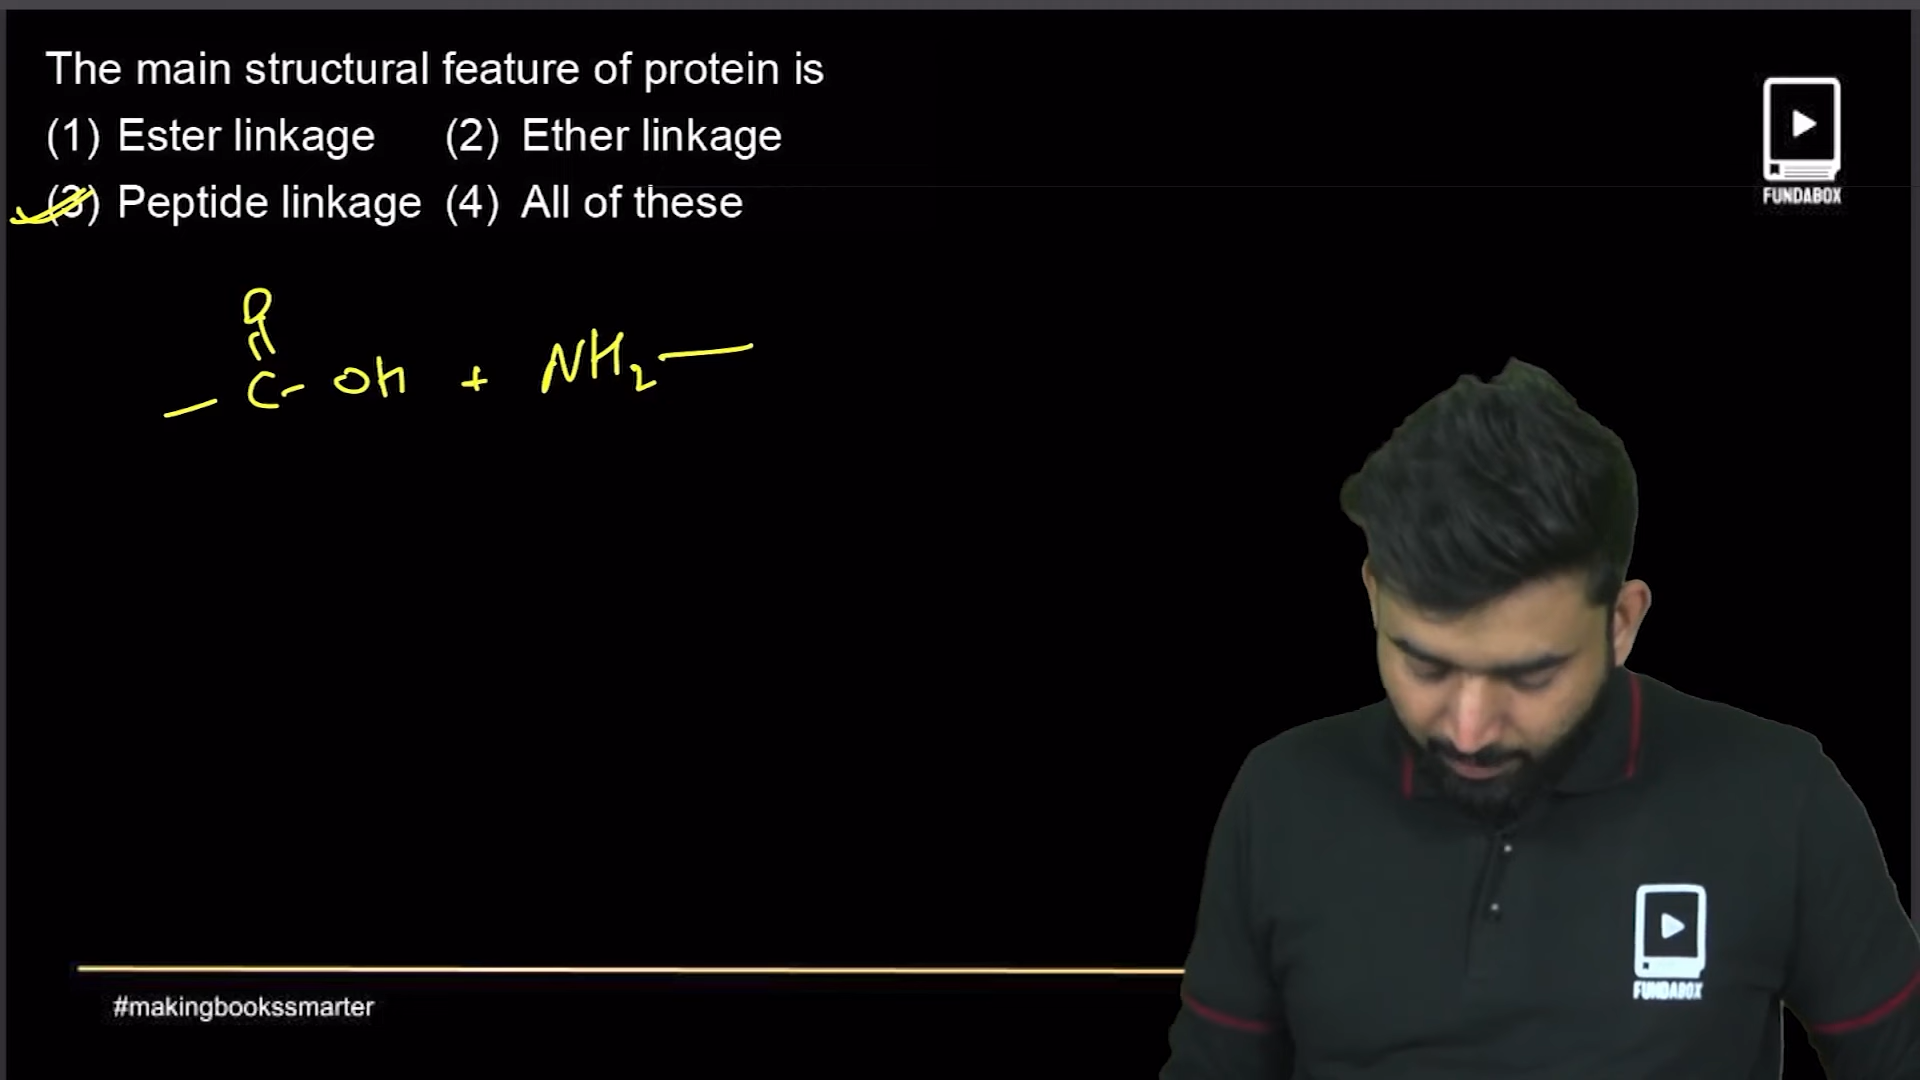 The main structural feature of protein is
(1) Ester linkage (2) Ether linkage
(3) Peptide linkage (4) All of these
FUNDABOX
O
– C – OH + NH2 —
FUNDABOX
#makingbookssmarter